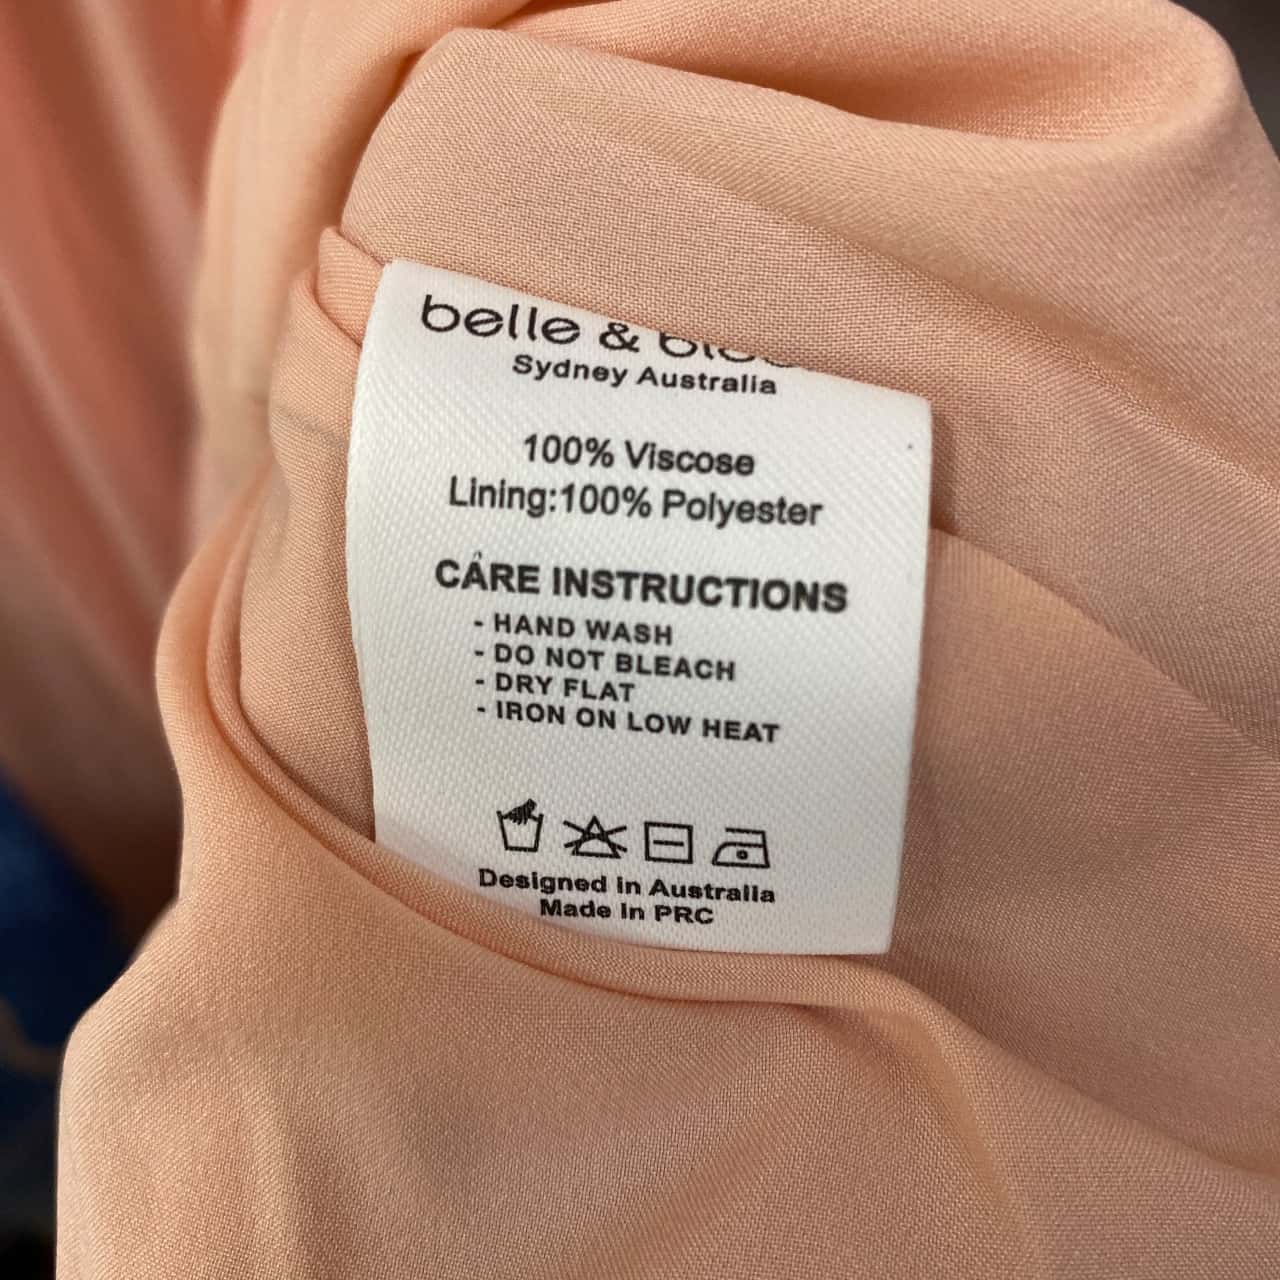 belle &
Sydney Australia
100% Viscose
Lining:100% Polyester
CARE INSTRUCTIONS
- HAND WASH
- DO NOT BLEACH
- DRY FLAT
- IRON ON LOW HEAT
Designed in Australia
Made in PRC